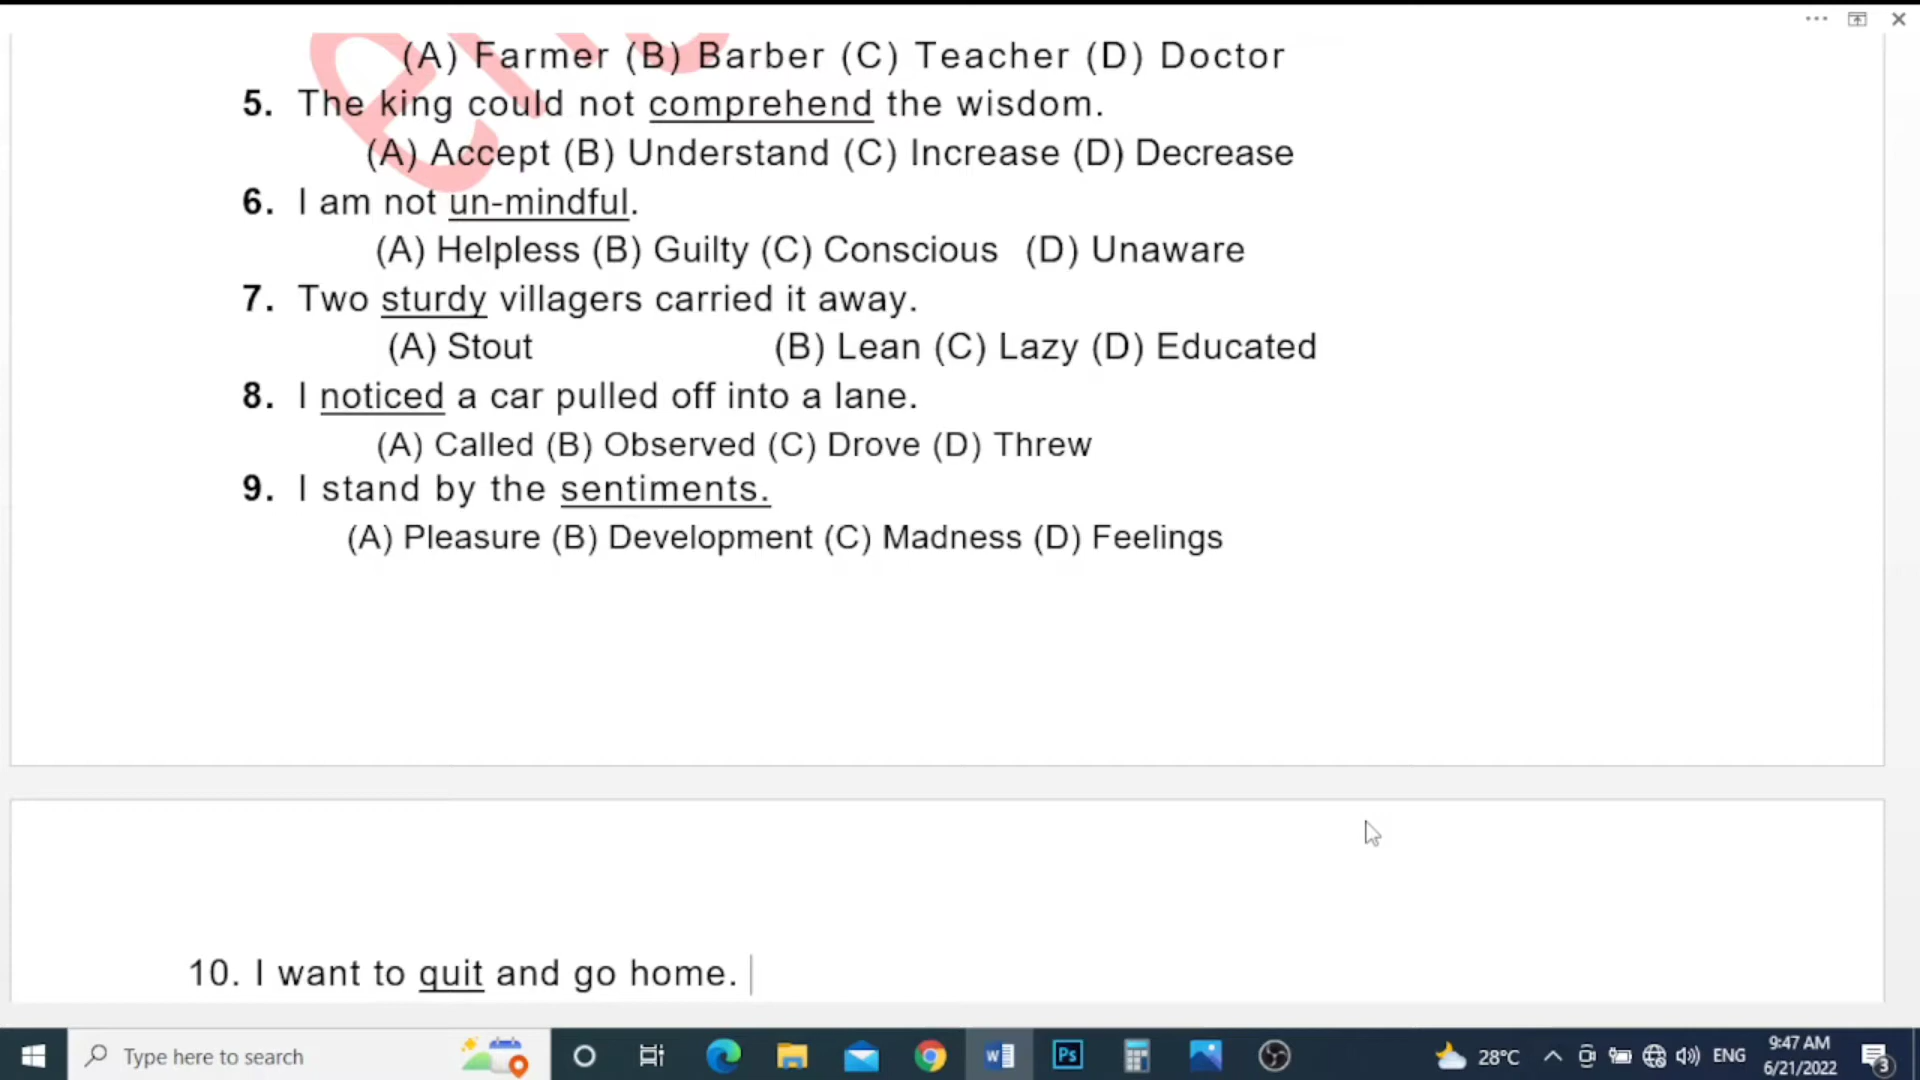 (A) Farmer (B) Barber (C) Teacher (D) Doctor
5. The king could not comprehend the wisdom.
(A) Accept (B) Understand (C) Increase (D) Decrease
6. I am not un-mindful.
(A) Helpless (B) Guilty (C) Conscious (D) Unaware
7. Two sturdy villagers carried it away.
(A) Stout (B) Lean (C) Lazy (D) Educated
8. I noticed a car pulled off into a lane.
(A) Called (B) Observed (C) Drove (D) Threw
9. I stand by the sentiments.
(A) Pleasure (B) Development (C) Madness (D) Feelings
10. I want to quit and go home.
Type here to search
Ps
28°C
ENG
9:47 AM
6/21/2022
3